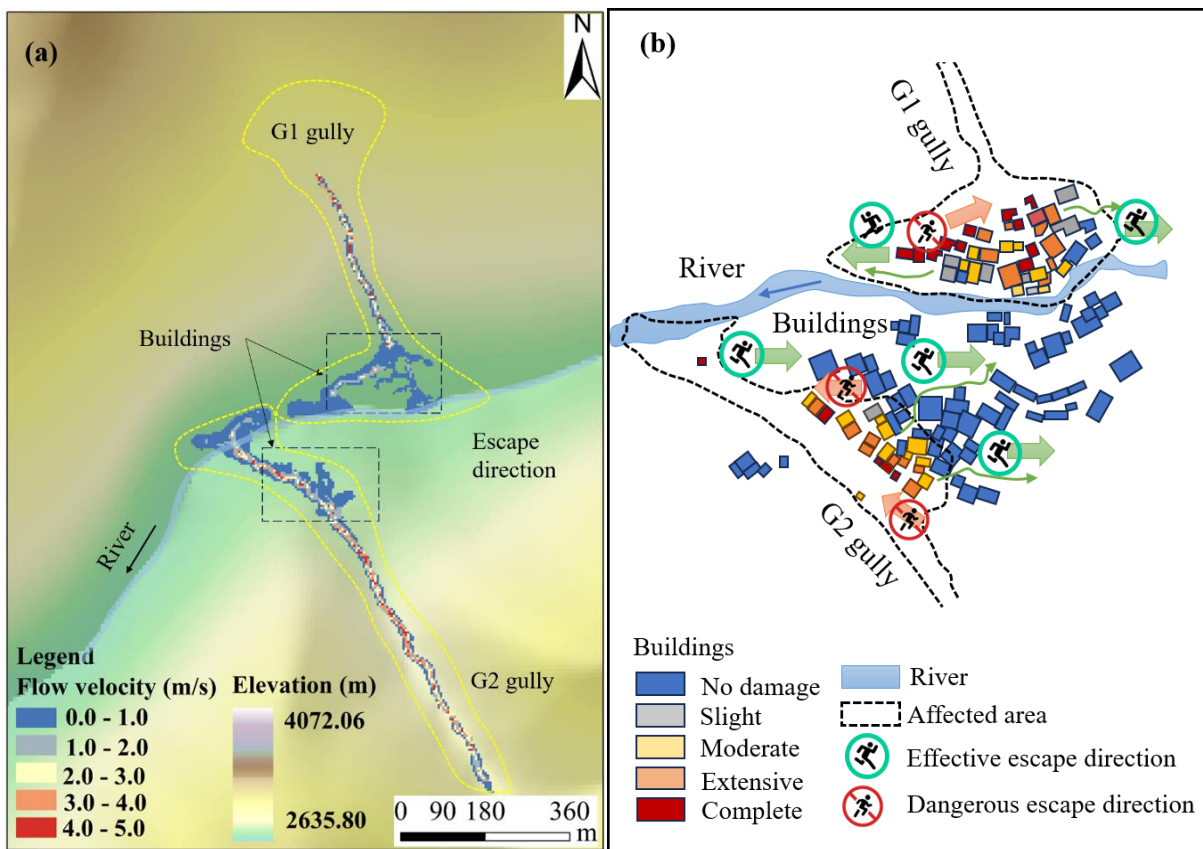 (a)
N
G1 gully
Buildings
Escape
direction
River
G2 gully
Legend
Flow velocity (m/s)
0.0 - 1.0
1.0 - 2.0
2.0 - 3.0
3.0 - 4.0
4.0 - 5.0
Elevation (m)
4072.06
2635.80
0 90 180 360
m
(b)
G1 gully
River
Buildings
G2 gully
Buildings
No damage
Slight
Moderate
Extensive
Complete
River
Affected area
Effective escape direction
Dangerous escape direction